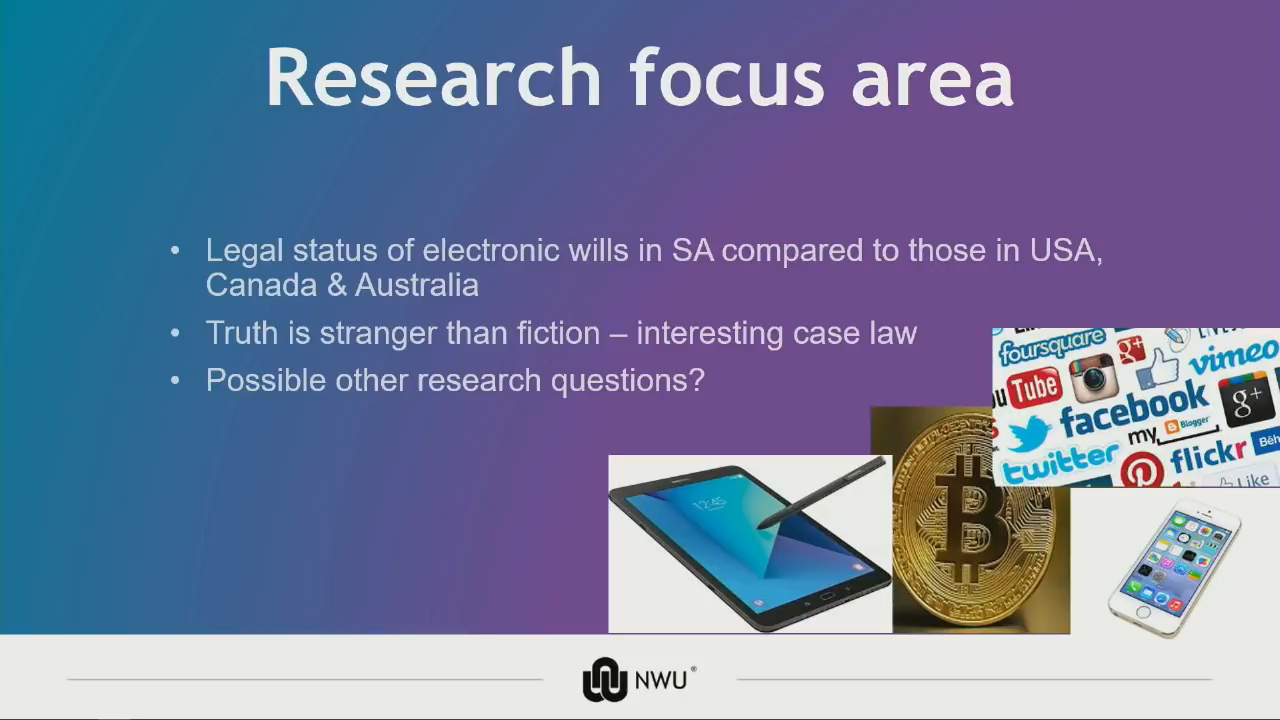 Research focus area
• Legal status of electronic wills in SA compared to those in USA,
Canada & Australia
• Truth is stranger than fiction – interesting case law
• Possible other research questions?
foursquare
g+
vimeo
Tube
facebook
g+
my
Blogger
twitter
flickr
Like
12:45
B
NWU®